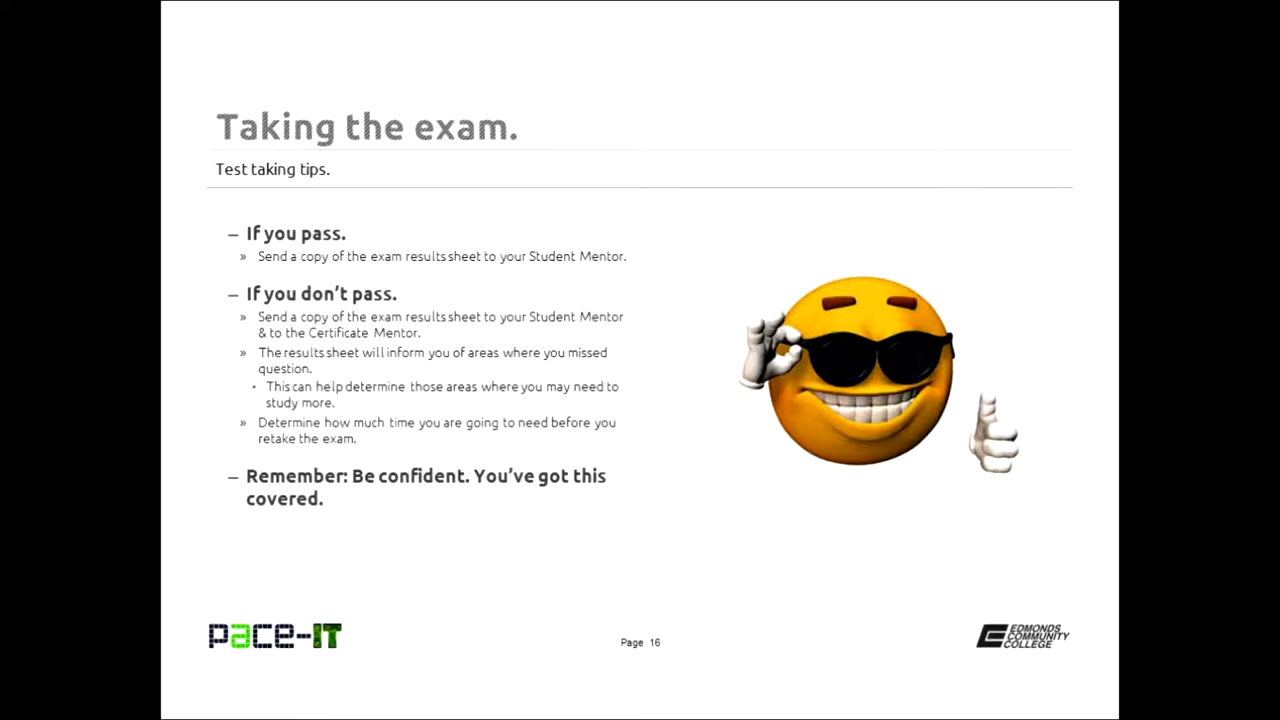 Taking the exam.
Test taking tips.
– If you pass.
» Send a copy of the exam results sheet to your Student Mentor.
– If you don't pass.
» Send a copy of the exam results sheet to your Student Mentor
& to the Certificate Mentor.
» The results sheet will inform you of areas where you missed
question.
• This can help determine those areas where you may need to
study more.
» Determine how much time you are going to need before you
retake the exam.
– Remember: Be confident. You've got this
covered.
pace-IT
Page 16
EDMONDS
COMMUNITY
COLLEGE